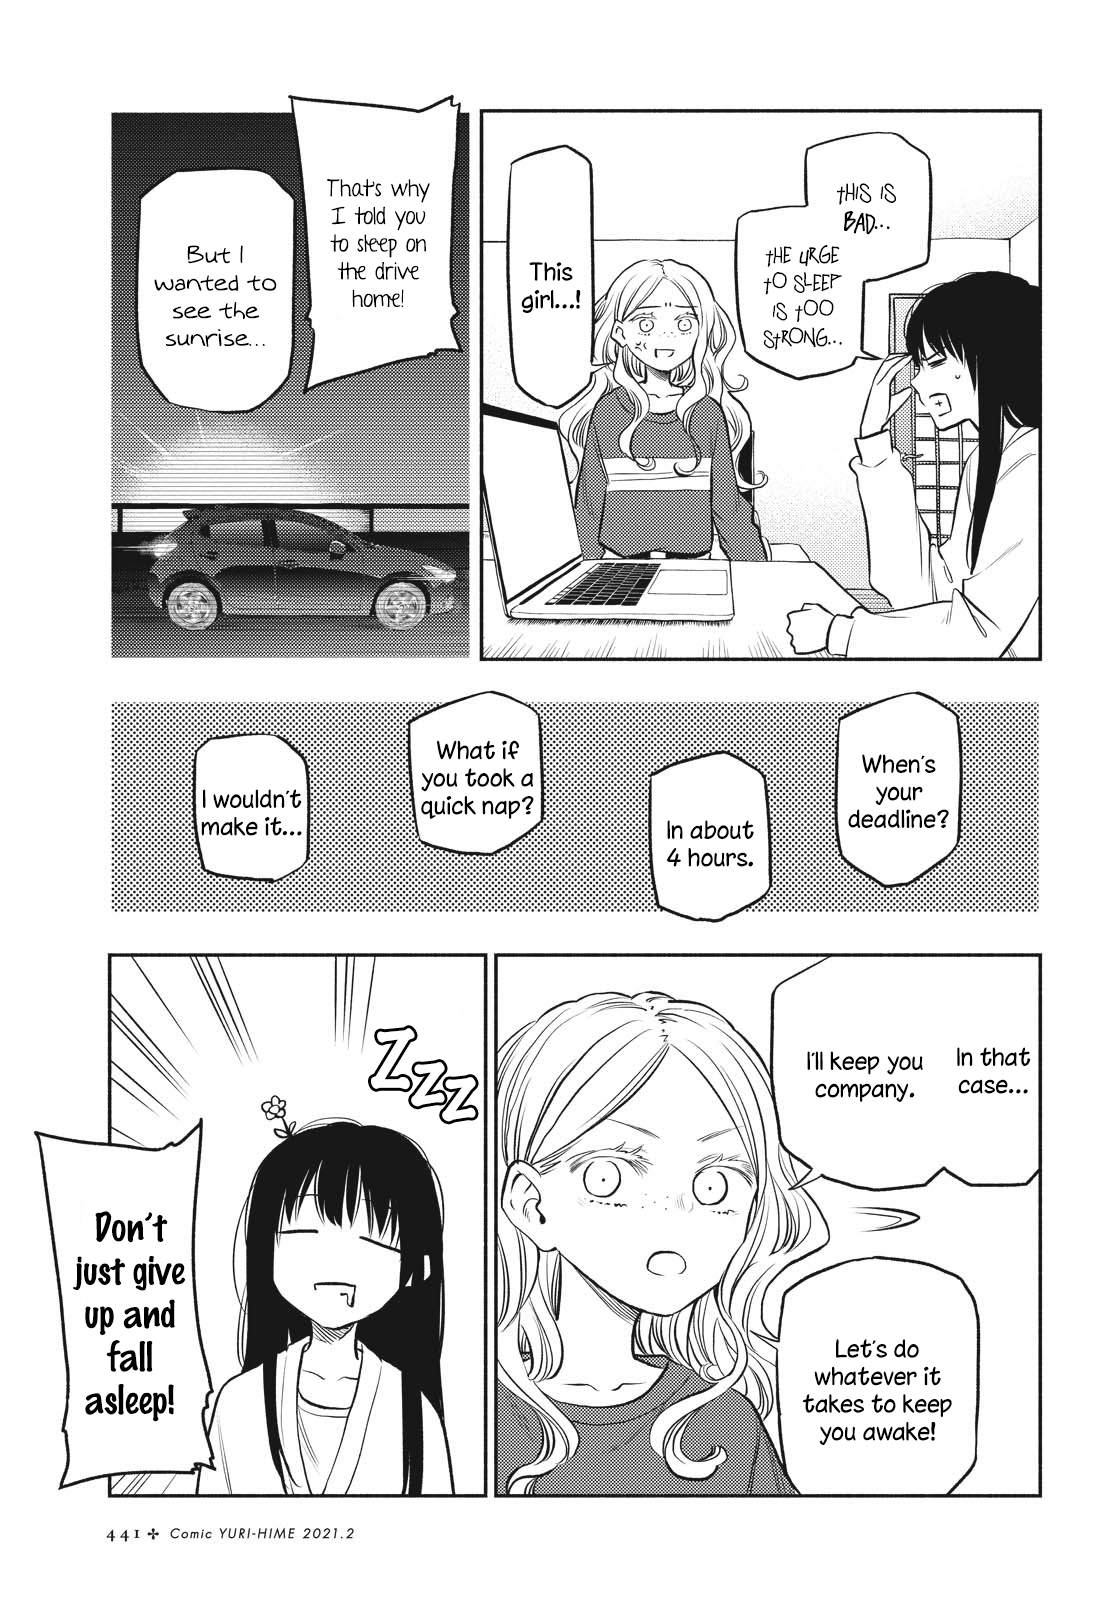 THIS IS
BAD...
THE URGE
TO SLEEP
IS TOO
STRONG...
This
girl...!
That's why
I told you
to sleep on
the drive
home!
But I
wanted to
see the
sunrise...
When's
your
deadline?
In about
4 hours.
What if
you took a
quick nap?
I wouldn't
make it...
In that
case...
I'll keep you
company.
Let's do
whatever it
takes to keep
you awake!
ZZZ
Don't
just give
up and
fall
asleep!
441 ✣ Comic YURI-HIME 2021.2